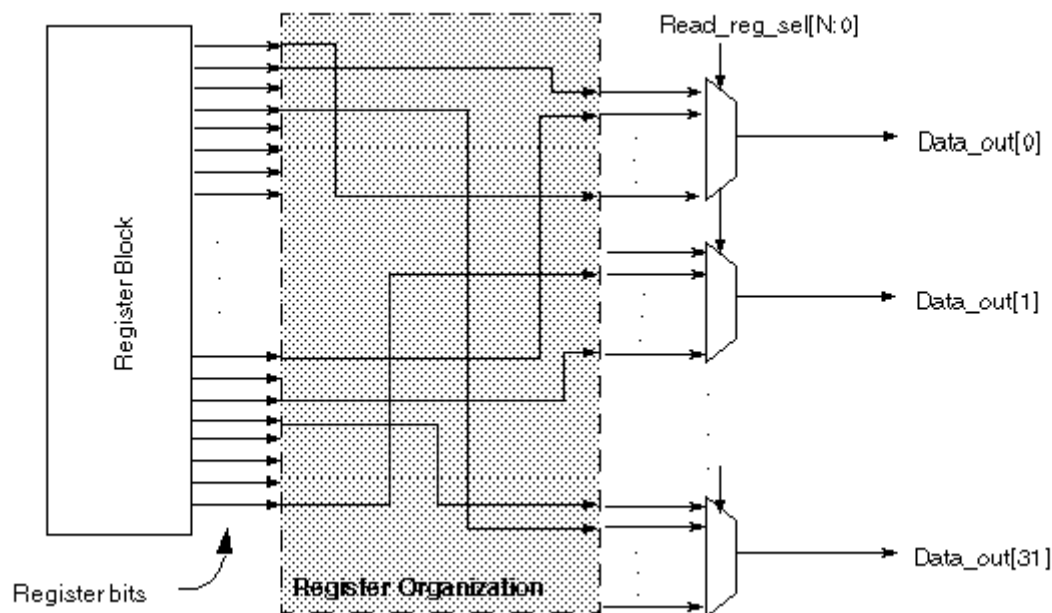 Read_reg_sel[N:0]
Data_out[0]
Register Block
Data_out[1]
Data_out[31]
Register bits
Register Organization